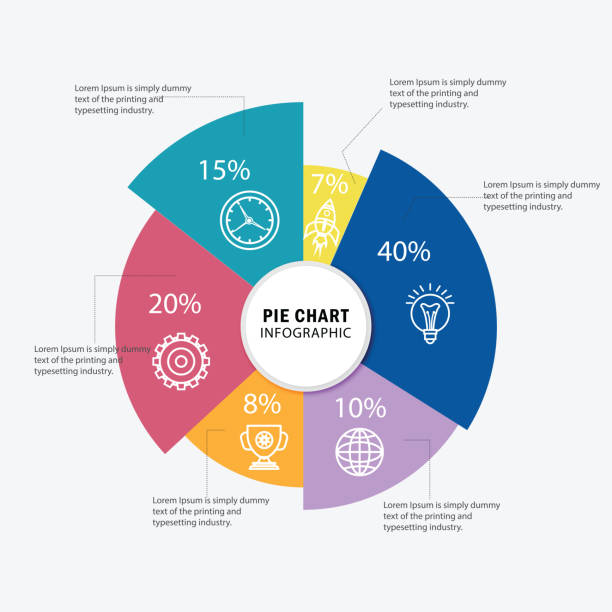 Lorem Ipsum is simply dummy
text of the printing and
typesetting industry.
Lorem Ipsum is simply dummy
text of the printing and
typesetting industry.
15%
7%
Lorem Ipsum is simply dummy
text of the printing and
typesetting industry.
40%
20%
PIE CHART
INFOGRAPHIC
Lorem Ipsum is simply dummy
text of the printing and
typesetting industry.
8%
10%
Lorem Ipsum is simply dummy
text of the printing and
typesetting industry.
Lorem Ipsum is simply dummy
text of the printing and
typesetting industry.